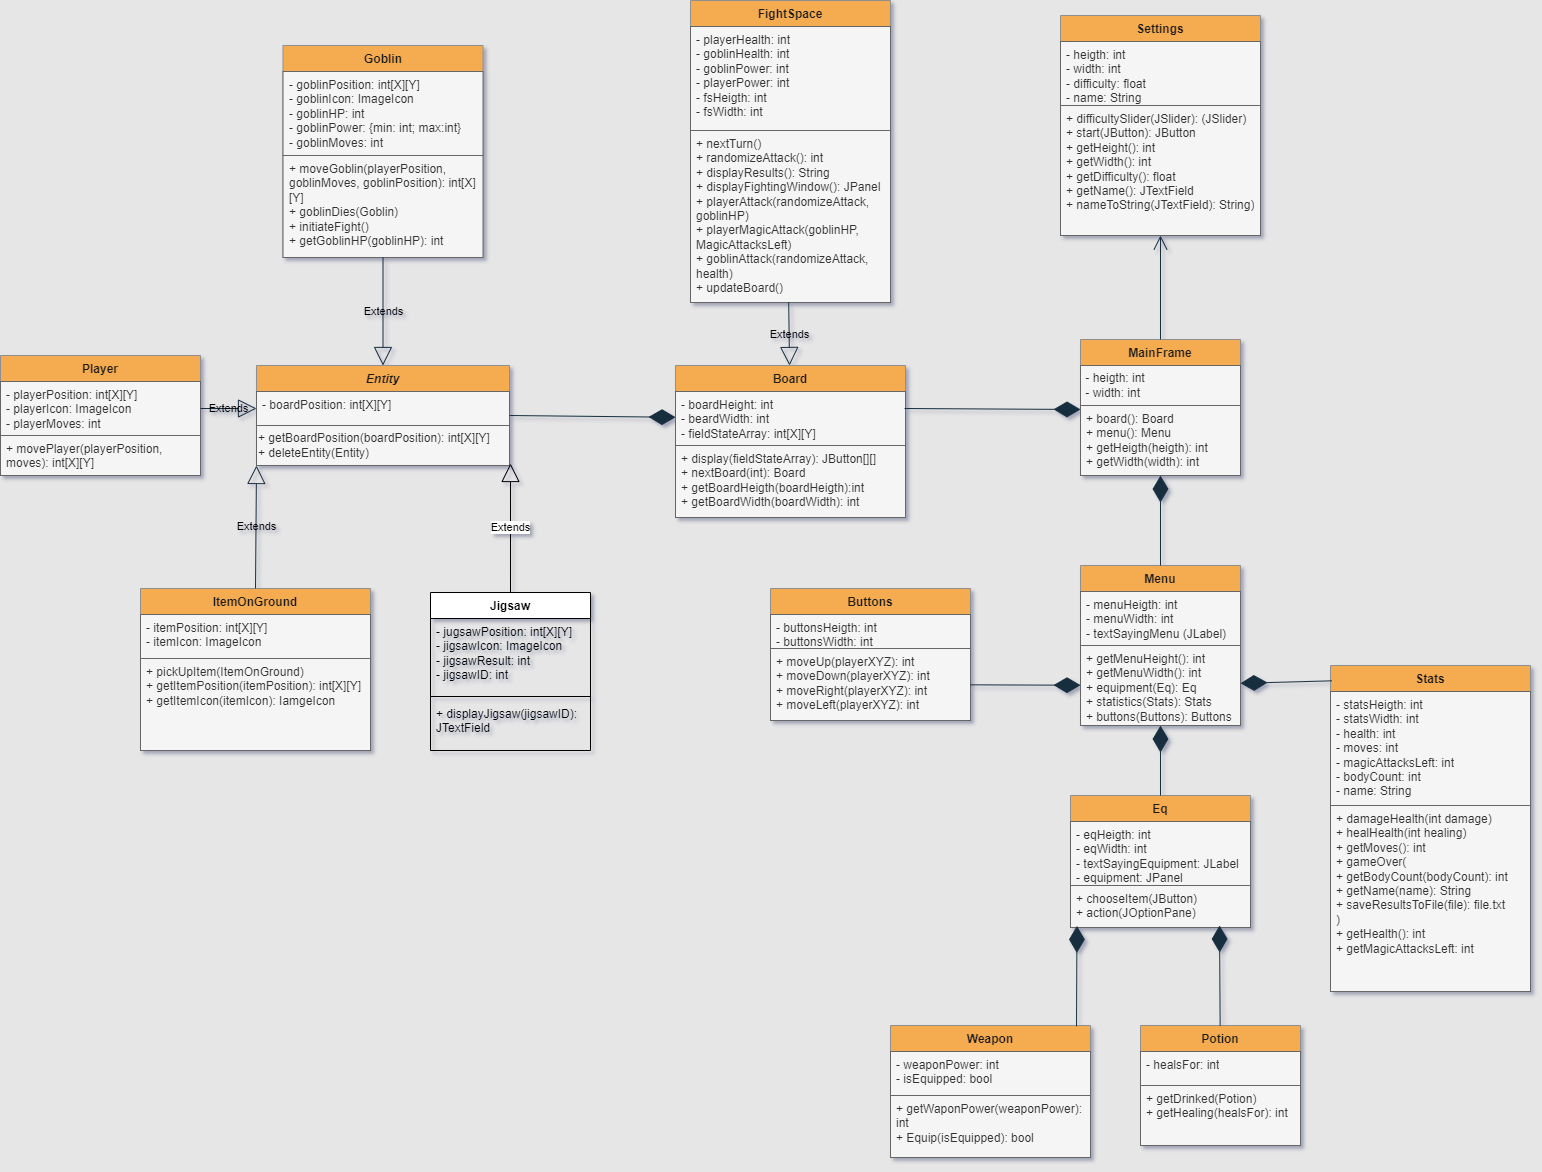 FightSpace
- playerHealth: int
- goblinHealth: int
- goblinPower: int
- playerPower: int
- fsHeigth: int
- fsWidth: int
+ nextTurn()
+ randomizeAttack(): int
+ displayResults(): String
+ displayFightingWindow(): JPanel
+ playerAttack(randomizeAttack,
goblinHP)
+ playerMagicAttack(goblinHP,
MagicAttacksLeft)
+ goblinAttack(randomizeAttack,
health)
+ updateBoard()
Settings
- heigth: int
- width: int
- difficulty: float
- name: String
+ difficultySlider(JSlider): (JSlider)
+ start(JButton): JButton
+ getHeight(): int
+ getWidth(): int
+ getDifficulty(): float
+ getName(): JTextField
+ nameToString(JTextField): String)
Goblin
- goblinPosition: int[X][Y]
- goblinIcon: ImageIcon
- goblinHP: int
- goblinPower: {min: int; max:int}
- goblinMoves: int
+ moveGoblin(playerPosition,
goblinMoves, goblinPosition): int[X]
[Y]
+ goblinDies(Goblin)
+ initiateFight()
+ getGoblinHP(goblinHP): int
Extends
Extends
Player
- playerPosition: int[X][Y]
- playerIcon: ImageIcon
- playerMoves: int
+ movePlayer(playerPosition,
moves): int[X][Y]
Extends
Entity
- boardPosition: int[X][Y]
+ getBoardPosition(boardPosition): int[X][Y]
+ deleteEntity(Entity)
Board
- boardHeight: int
- beardWidth: int
- fieldStateArray: int[X][Y]
+ display(fieldStateArray): JButton[][]
+ nextBoard(int): Board
+ getBoardHeigth(boardHeigth):int
+ getBoardWidth(boardWidth): int
MainFrame
- heigth: int
- width: int
+ board(): Board
+ menu(): Menu
+ getHeigth(heigth): int
+ getWidth(width): int
Extends
Extends
ItemOnGround
- itemPosition: int[X][Y]
- itemIcon: ImageIcon
+ pickUpItem(ItemOnGround)
+ getItemPosition(itemPosition): int[X][Y]
+ getItemIcon(itemIcon): IamgeIcon
Jigsaw
- jugsawPosition: int[X][Y]
- jigsawIcon: ImageIcon
- jigsawResult: int
- jigsawID: int
+ displayJigsaw(jigsawID):
JTextField
Buttons
- buttonsHeigth: int
- buttonsWidth: int
+ moveUp(playerXYZ): int
+ moveDown(playerXYZ): int
+ moveRight(playerXYZ): int
+ moveLeft(playerXYZ): int
Menu
- menuHeigth: int
- menuWidth: int
- textSayingMenu (JLabel)
+ getMenuHeight(): int
+ getMenuWidth(): int
+ equipment(Eq): Eq
+ statistics(Stats): Stats
+ buttons(Buttons): Buttons
Stats
- statsHeigth: int
- statsWidth: int
- health: int
- moves: int
- magicAttacksLeft: int
- bodyCount: int
- name: String
+ damageHealth(int damage)
+ healHealth(int healing)
+ getMoves(): int
+ gameOver(
+ getBodyCount(bodyCount): int
+ getName(name): String
+ saveResultsToFile(file): file.txt
)
+ getHealth(): int
+ getMagicAttacksLeft: int
Eq
- eqHeigth: int
- eqWidth: int
- textSayingEquipment: JLabel
- equipment: JPanel
+ chooseItem(JButton)
+ action(JOptionPane)
Weapon
- weaponPower: int
- isEquipped: bool
+ getWaponPower(weaponPower):
int
+ Equip(isEquipped): bool
Potion
- healsFor: int
+ getDrinked(Potion)
+ getHealing(healsFor): int